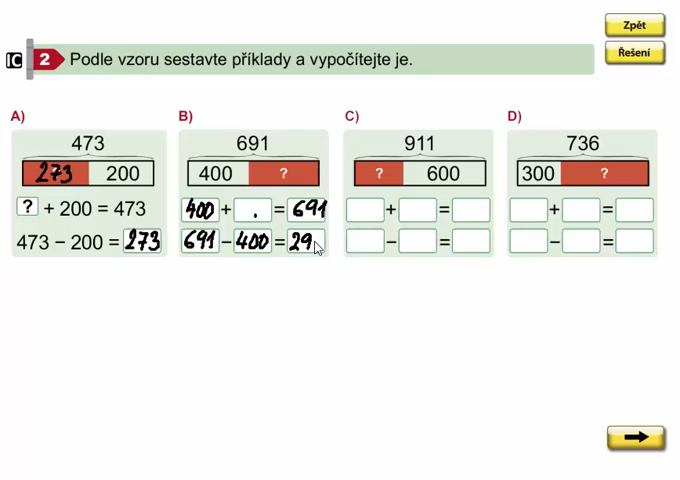 Zpět
2 Podle vzoru sestavte příklady a vypočítejte je.
Řešení
A)
473
273 200
? + 200 = 473
473 − 200 = 273
B)
691
400 ?
400 + . = 691
691 − 400 = 29
C)
911
? 600
+ =
− =
D)
736
300 ?
+ =
− =